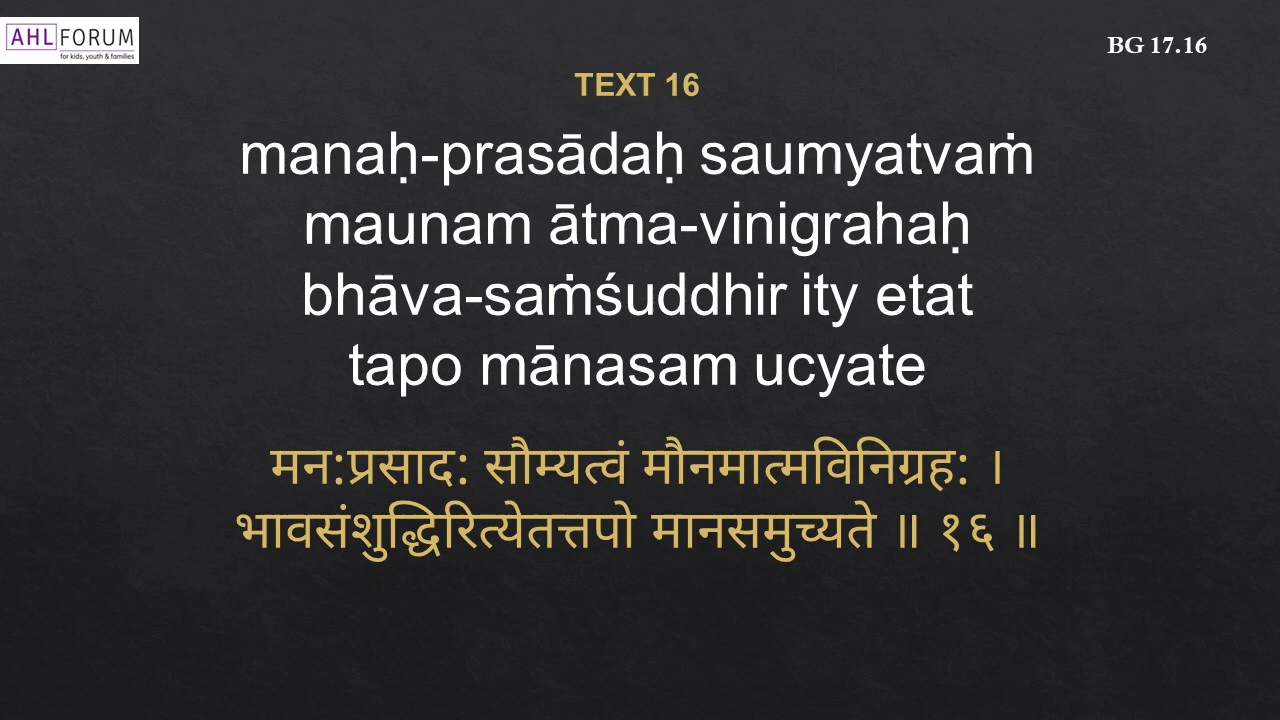 AHL FORUM
for kids, youth & families
BG 17.16
TEXT 16
manaḥ-prasādaḥ saumyatvaṁ
maunam ātma-vinigrahaḥ
bhāva-saṁśuddhir ity etat
tapo mānasam ucyate
मन:प्रसाद: सौम्यत्वं मौनमात्मविनिग्रह: ।
भावसंशुद्धिरित्येतत्तपो मानसमुच्यते ॥ १६ ॥